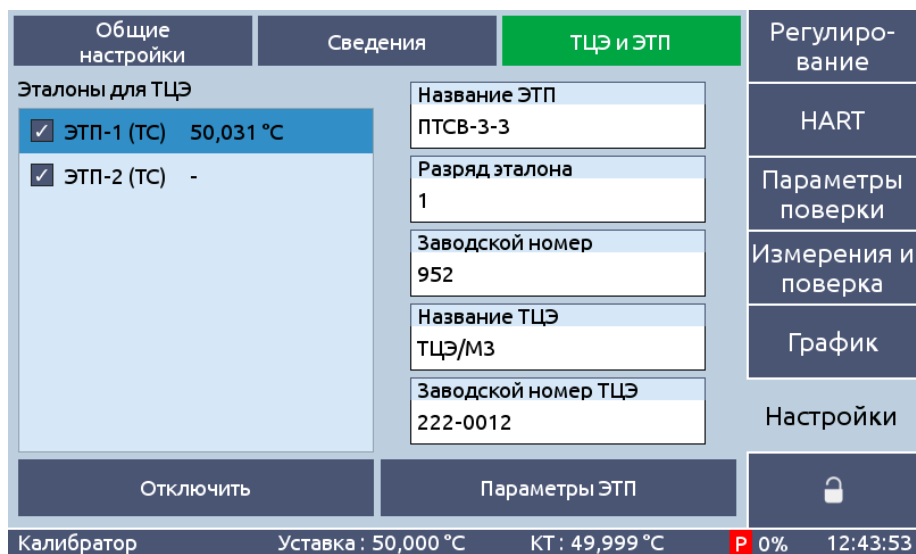 Общие
настройки
Сведения
ТЦЭ и ЭТП
Регулиро-
вание
Эталоны для ТЦЭ
ЭТП-1 (ТС) 50,031 °C
ЭТП-2 (ТС) -
Название ЭТП
ПТСВ-3-3
Разряд эталона
1
Заводской номер
952
Название ТЦЭ
ТЦЭ/М3
Заводской номер ТЦЭ
222-0012
HART
Параметры
поверки
Измерения и
поверка
График
Настройки
Отключить
Параметры ЭТП
Калибратор Уставка : 50,000 °C КТ : 49,999 °C P 0% 12:43:53